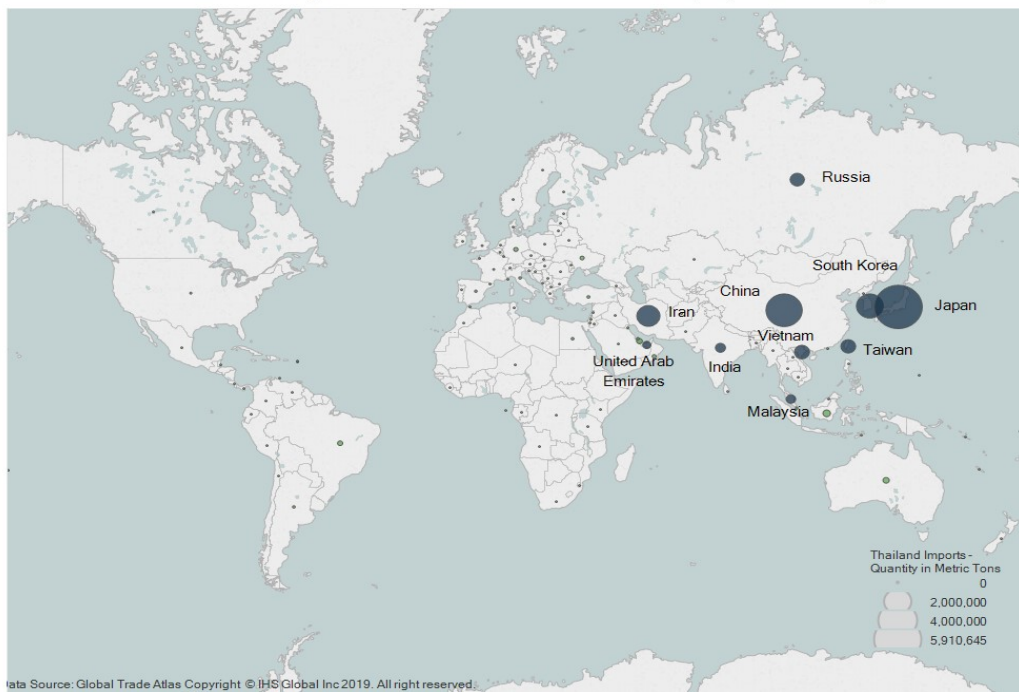 Russia
South Korea
China
Japan
Iran
Vietnam
Taiwan
United Arab
Emirates
India
Malaysia
Thailand Imports -
Quantity in Metric Tons
0
2,000,000
4,000,000
5,910,645
ata Source: Global Trade Atlas Copyright © IHS Global Inc 2019. All right reserved.